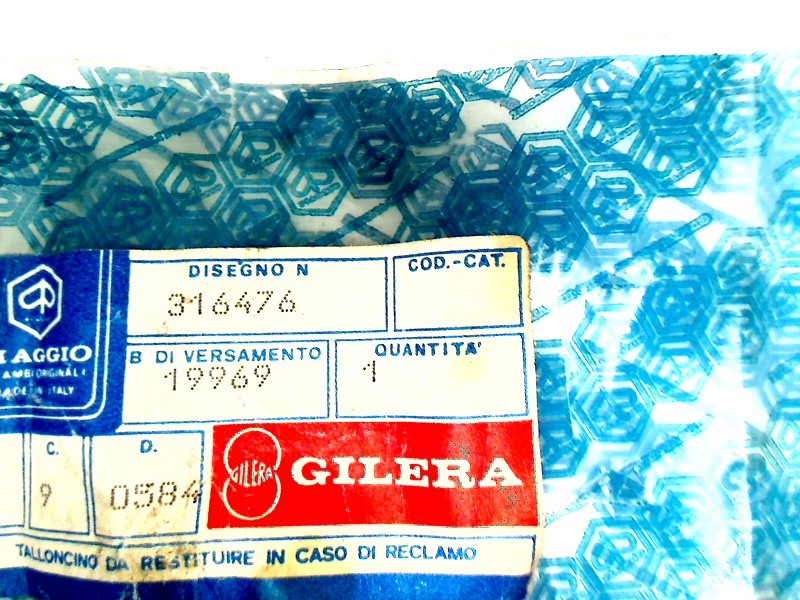 DISEGNO N
COD.-CAT.
316476
AGGIO
B DI VERSAMENTO
QUANTITA'
19969
1
C.
D.
9
0584
GILERA
GILERA
TALLONCINO DA RESTITUIRE IN CASO DI RECLAMO